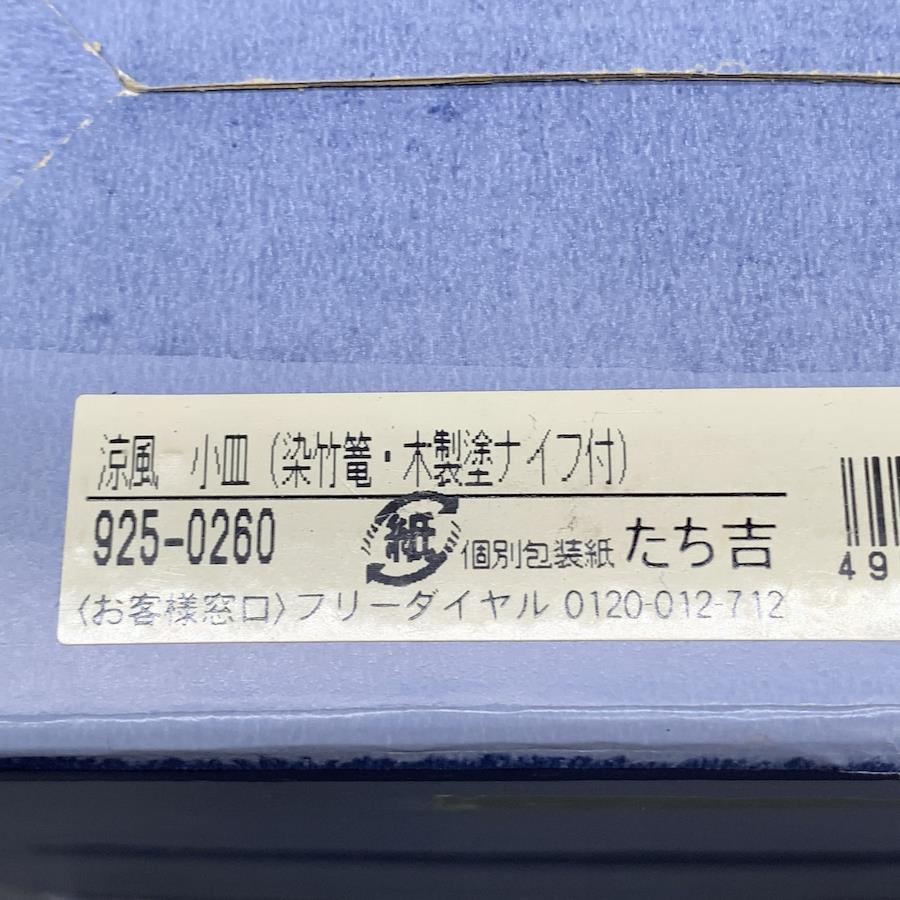 涼風 小皿（染竹篭・木製塗ナイフ付）
925-0260 紙 個別包装紙 たち吉
〈お客様窓口〉フリーダイヤル 0120-012-712
49